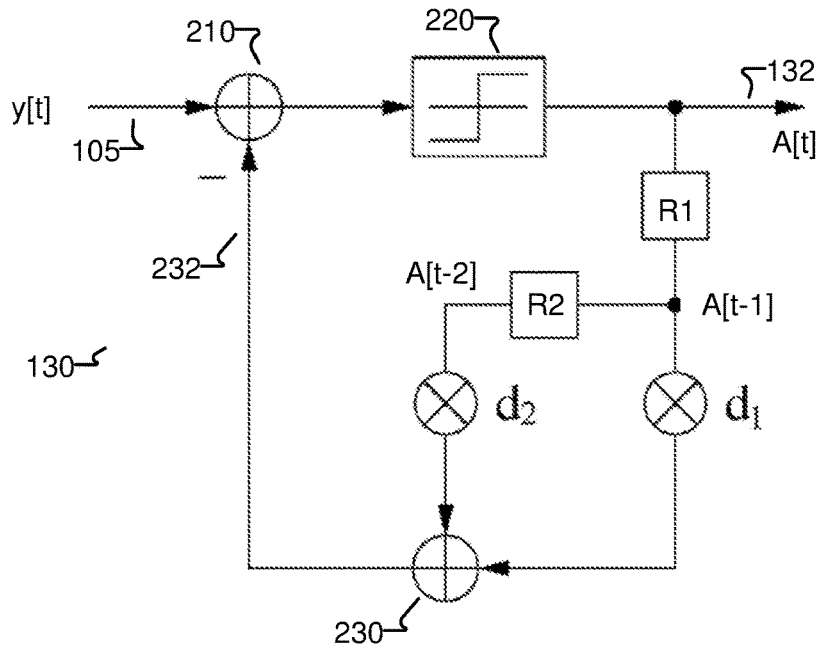 210
220
132
y[t]
105
A[t]
−
R1
232
A[t-2]
R2
A[t-1]
130
d2
d1
230